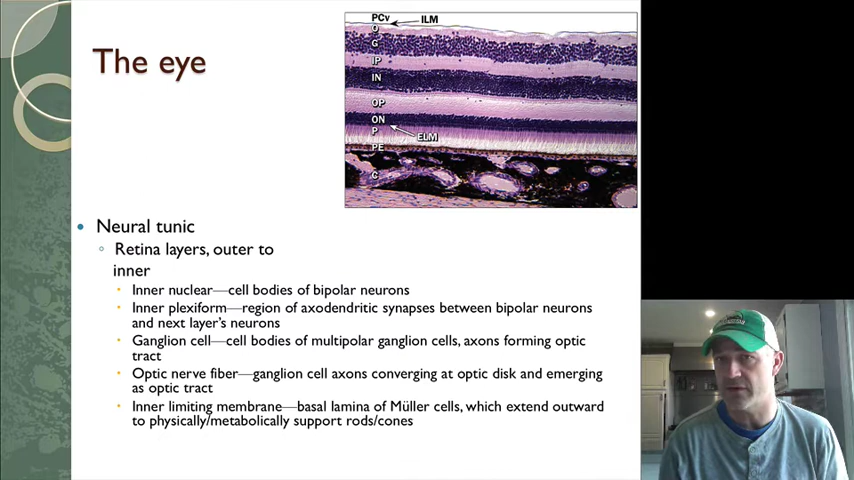 The eye
PCv
ILM
O
G
IP
IN
OP
ON
P
ELM
PE
C
Neural tunic
Retina layers, outer to
inner
Inner nuclear—cell bodies of bipolar neurons
Inner plexiform—region of axodendritic synapses between bipolar neurons
and next layer's neurons
Ganglion cell—cell bodies of multipolar ganglion cells, axons forming optic
tract
Optic nerve fiber—ganglion cell axons converging at optic disk and emerging
as optic tract
Inner limiting membrane—basal lamina of Müller cells, which extend outward
to physically/metabolically support rods/cones